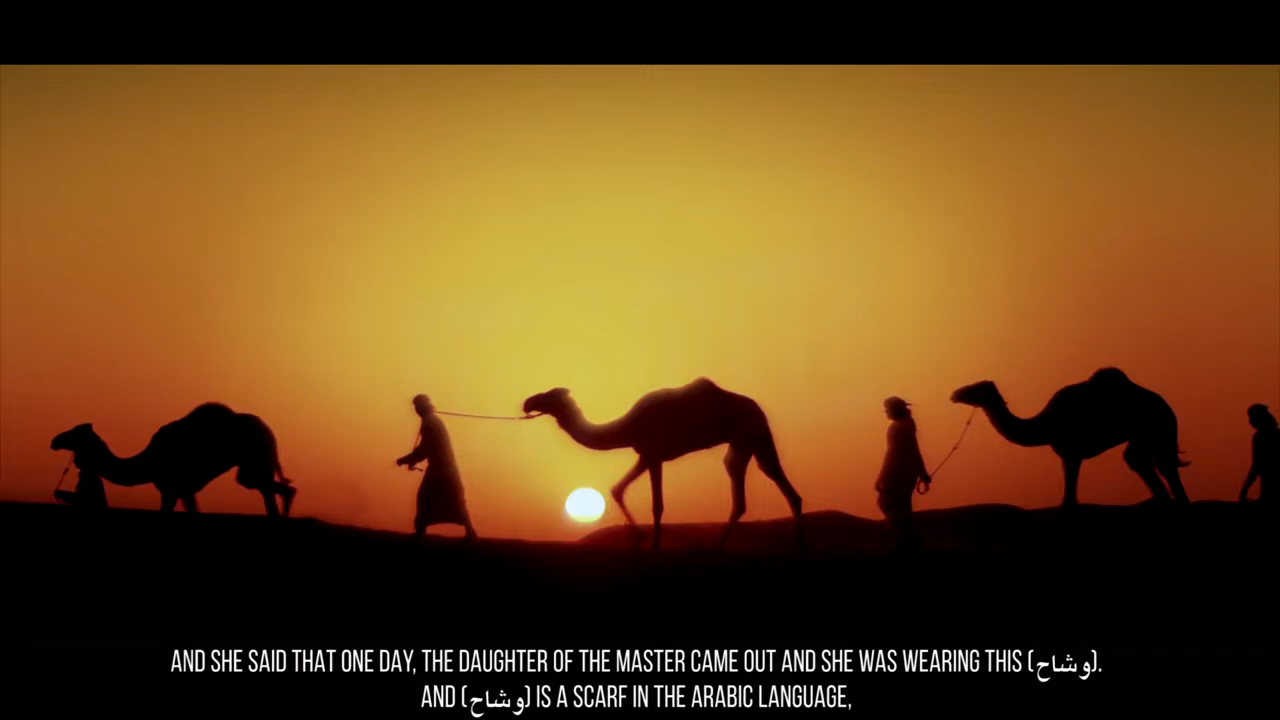 AND SHE SAID THAT ONE DAY, THE DAUGHTER OF THE MASTER CAME OUT AND SHE WAS WEARING THIS (وشاح).
AND (وشاح) IS A SCARF IN THE ARABIC LANGUAGE,